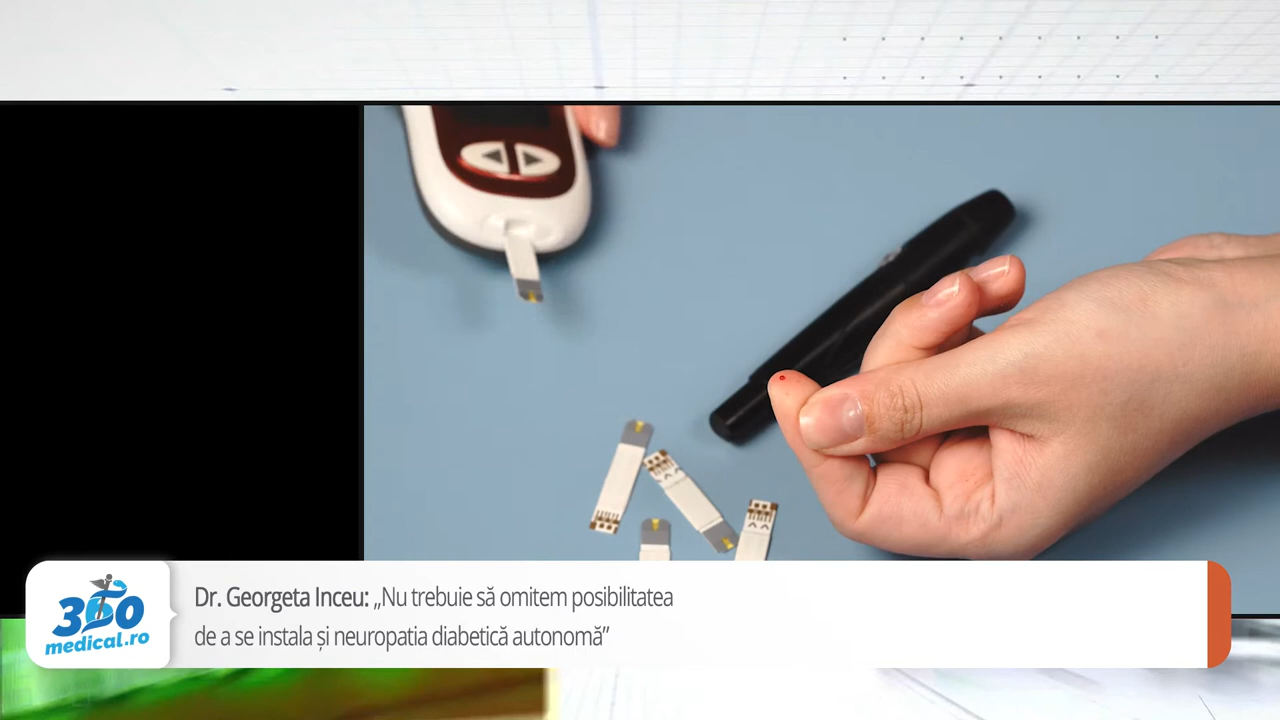 360
medical.ro
Dr. Georgeta Inceu: „Nu trebuie să omitem posibilitatea
de a se instala și neuropatia diabetică autonomă”